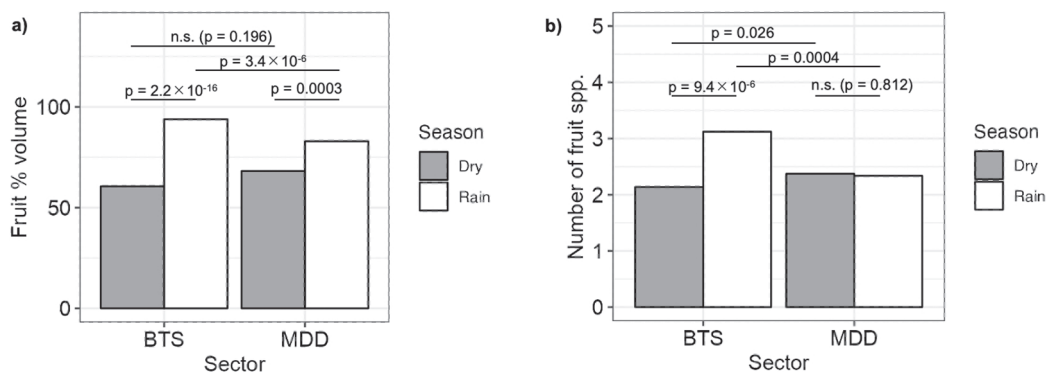 a)
n.s. (p = 0.196)
p = 3.4×10⁻⁶
p = 2.2×10⁻¹⁶ p = 0.0003
100
50
0
Fruit % volume
BTS MDD
Sector
Season
Dry
Rain
b)
p = 0.026
p = 0.0004
p = 9.4×10⁻⁶ n.s. (p = 0.812)
5
4
3
2
1
0
Number of fruit spp.
BTS MDD
Sector
Season
Dry
Rain